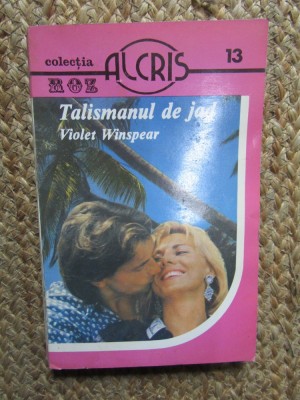 colecția
ROZ
ALCRIS
13
Talismanul de jad
Violet Winspear